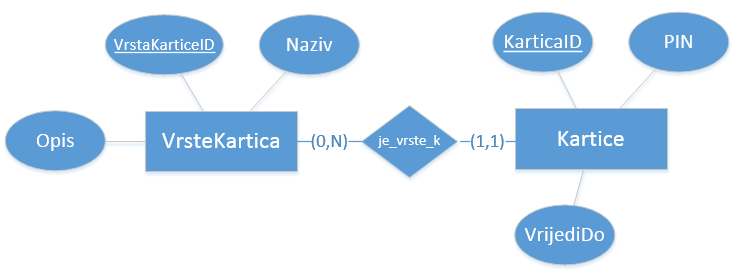 VrstaKarticeID
Naziv
KarticaID
PIN
Opis
VrsteKartica
(0,N)
je_vrste_k
(1,1)
Kartice
VrijediDo